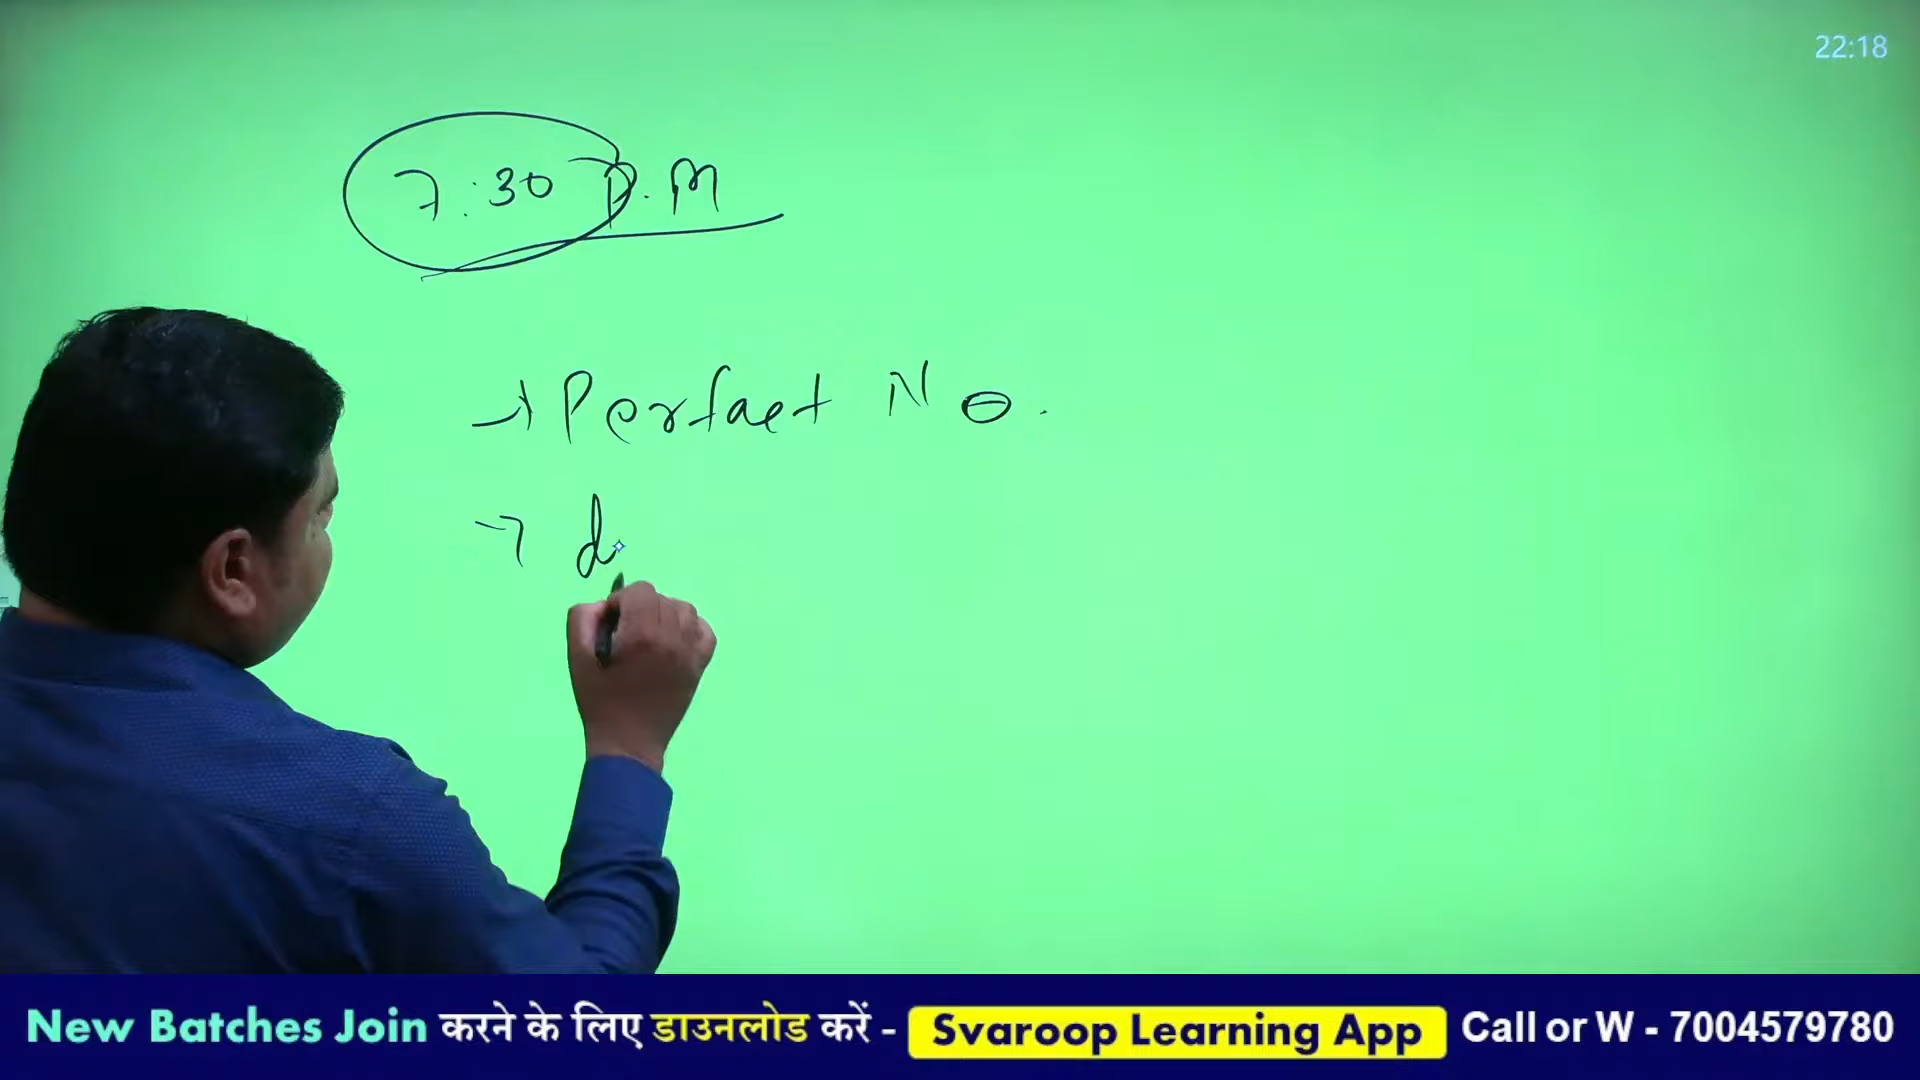 22:18
7:30 P.M
→ Perfact No.
→ d
New Batches Join करने के लिए डाउनलोड करें - Svaroop Learning App Call or W - 7004579780